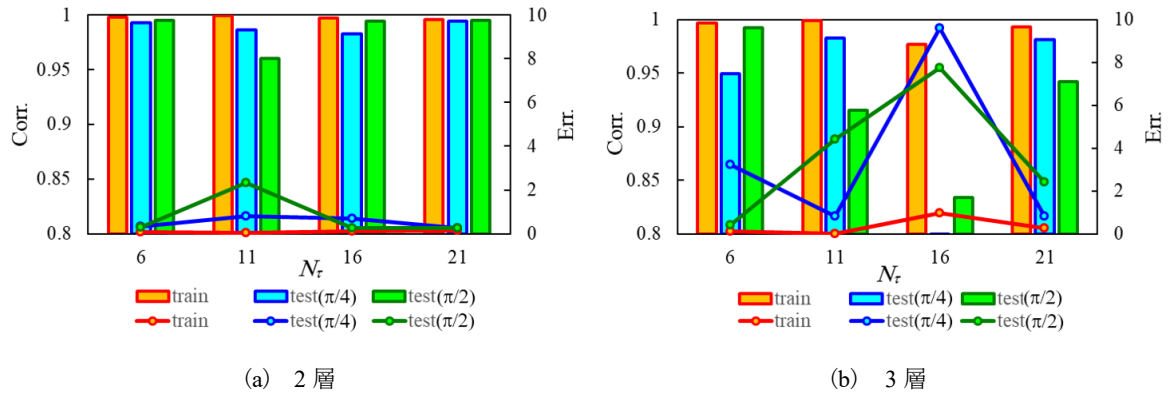 1 10
0.95 8
0.9 6
0.85 4
2
0.8 0
Corr.
Err.
6 11 16 21
Nτ
train test(π/4) test(π/2)
train test(π/4) test(π/2)
(a) 2 層
1 10
0.95 8
0.9 6
0.85 4
2
0.8 0
Corr.
Err.
6 11 16 21
Nτ
train test(π/4) test(π/2)
train test(π/4) test(π/2)
(b) 3 層